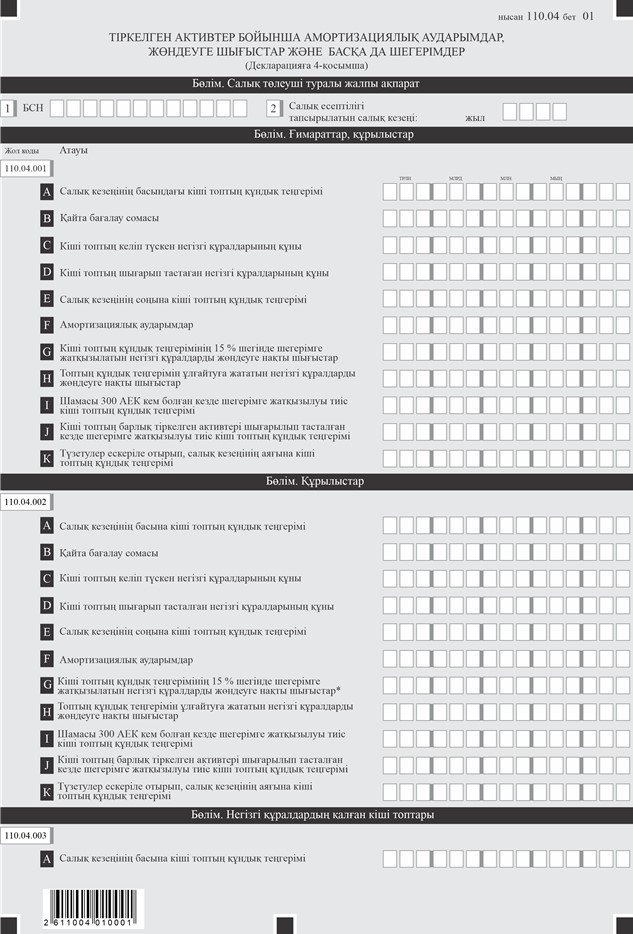 нысан 110.04 бет 01
ТІРКЕЛГЕН АКТИВТЕР БОЙЫНША АМОРТИЗАЦИЯЛЫҚ АУДАРЫМДАР,
ЖӨНДЕУГЕ ШЫҒЫСТАР ЖӘНЕ БАСҚА ДА ШЕГЕРІМДЕР
(Декларацияға 4-қосымша)
Бөлім. Салық төлеуші туралы жалпы ақпарат
1 БСН 2 Салық есептілігі
тапсырылатын салық кезеңі: жыл
Бөлім. Ғимараттар, құрылыстар
Жол коды Атауы
110.04.001
трлн млрд млн мың
A Салық кезеңінің басындағы кіші топтың құндық теңгерімі
B Қайта бағалау сомасы
C Кіші топтың келіп түскен негізгі құралдарының құны
D Кіші топтың шығарып тастаған негізгі құралдарының құны
E Салық кезеңінің соңына кіші топтың құндық теңгерімі
F Амортизациялық аударымдар
G Кіші топтың құндық теңгерімінің 15 % шегінде шегерімге
жатқызылатын негізгі құралдарды жөндеуге нақты шығыстар
H Топтың құндық теңгерімін ұлғайтуға жататын негізгі құралдарды
жөндеуге нақты шығыстар
I Шамасы 300 АЕК кем болған кезде шегерімге жатқызылуы тиіс
кіші топтың құндық теңгерімі
J Кіші топтың барлық тіркелген активтері шығарылып тасталған
кезде шегерімге жатқызылуы тиіс кіші топтың құндық теңгерімі
K Түзетулер ескеріле отырып, салық кезеңінің аяғына кіші
топтың құндық теңгерімі
Бөлім. Құрылыстар
110.04.002
A Салық кезеңінің басына кіші топтың құндық теңгерімі
B Қайта бағалау сомасы
C Кіші топтың келіп түскен негізгі құралдарының құны
D Кіші топтың шығарып тасталған негізгі құралдарының құны
E Салық кезеңінің соңына кіші топтың құндық теңгерімі
F Амортизациялық аударымдар
G Кіші топтың құндық теңгерімінің 15 % шегінде шегерімге
жатқызылатын негізгі құралдарды жөндеуге нақты шығыстар*
H Топтың құндық теңгерімін ұлғайтуға жататын негізгі құралдарды
жөндеуге нақты шығыстар
I Шамасы 300 АЕК кем болған кезде шегерімге жатқызылуы тиіс
кіші топтың құндық теңгерімі
J Кіші топтың барлық тіркелген активтері шығарылып тасталған
кезде шегерімге жатқызылуы тиіс кіші топтың құндық теңгерімі
K Түзетулер ескеріле отырып, салық кезеңінің аяғына кіші
топтың құндық теңгерімі
Бөлім. Негізгі құралдардың қалған кіші топтары
110.04.003
A Салық кезеңінің басына кіші топтың құндық теңгерімі
2 611004 010001